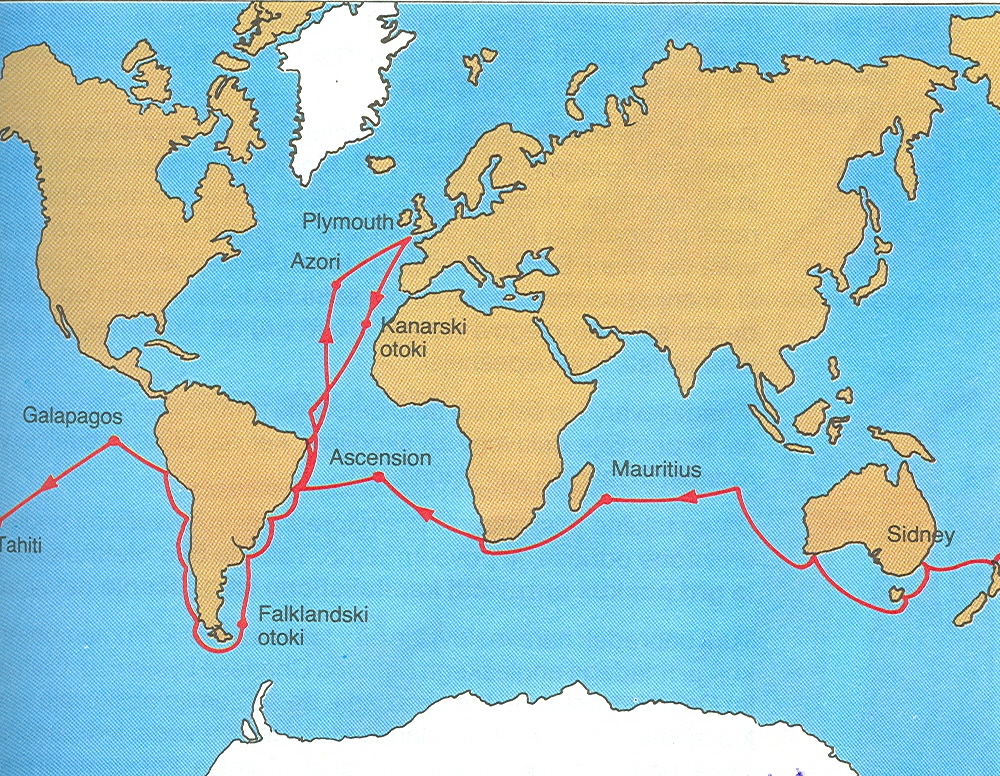 Plymouth
Azori
Kanarski
otoki
Galapagos
Ascension
Mauritius
Sidney
Tahiti
Falklandski
otoki